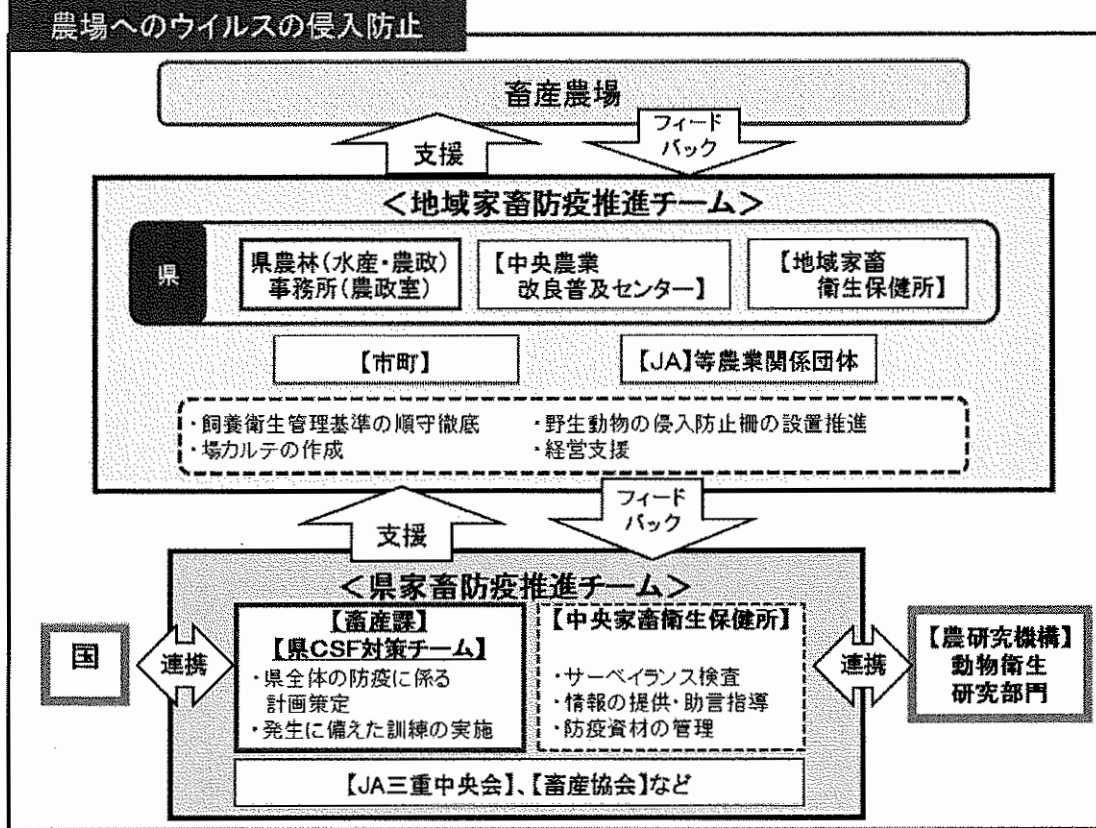 農場へのウイルスの侵入防止
畜産農場
支援
フィード
バック
＜地域家畜防疫推進チーム＞
県
県農林(水産・農政)
事務所(農政室)
【中央農業
改良普及センター】
【地域家畜
衛生保健所】
【市町】
【JA】等農業関係団体
・飼養衛生管理基準の順守徹底
・場カルテの作成
・野生動物の侵入防止柵の設置推進
・経営支援
支援
フィード
バック
＜県家畜防疫推進チーム＞
国
連携
【畜産課】
【県CSF対策チーム】
・県全体の防疫に係る
計画策定
・発生に備えた訓練の実施
【中央家畜衛生保健所】
・サーベイランス検査
・情報の提供・助言指導
・防疫資材の管理
連携
【農研究機構】
動物衛生
研究部門
【JA三重中央会】、【畜産協会】など